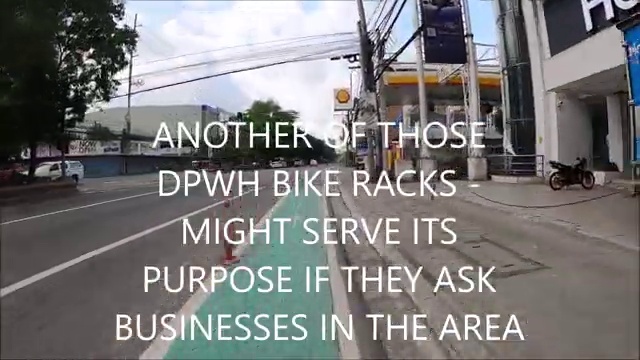 ANOTHER OF THOSE
DPWH BIKE RACKS -
MIGHT SERVE ITS
PURPOSE IF THEY ASK
BUSINESSES IN THE AREA